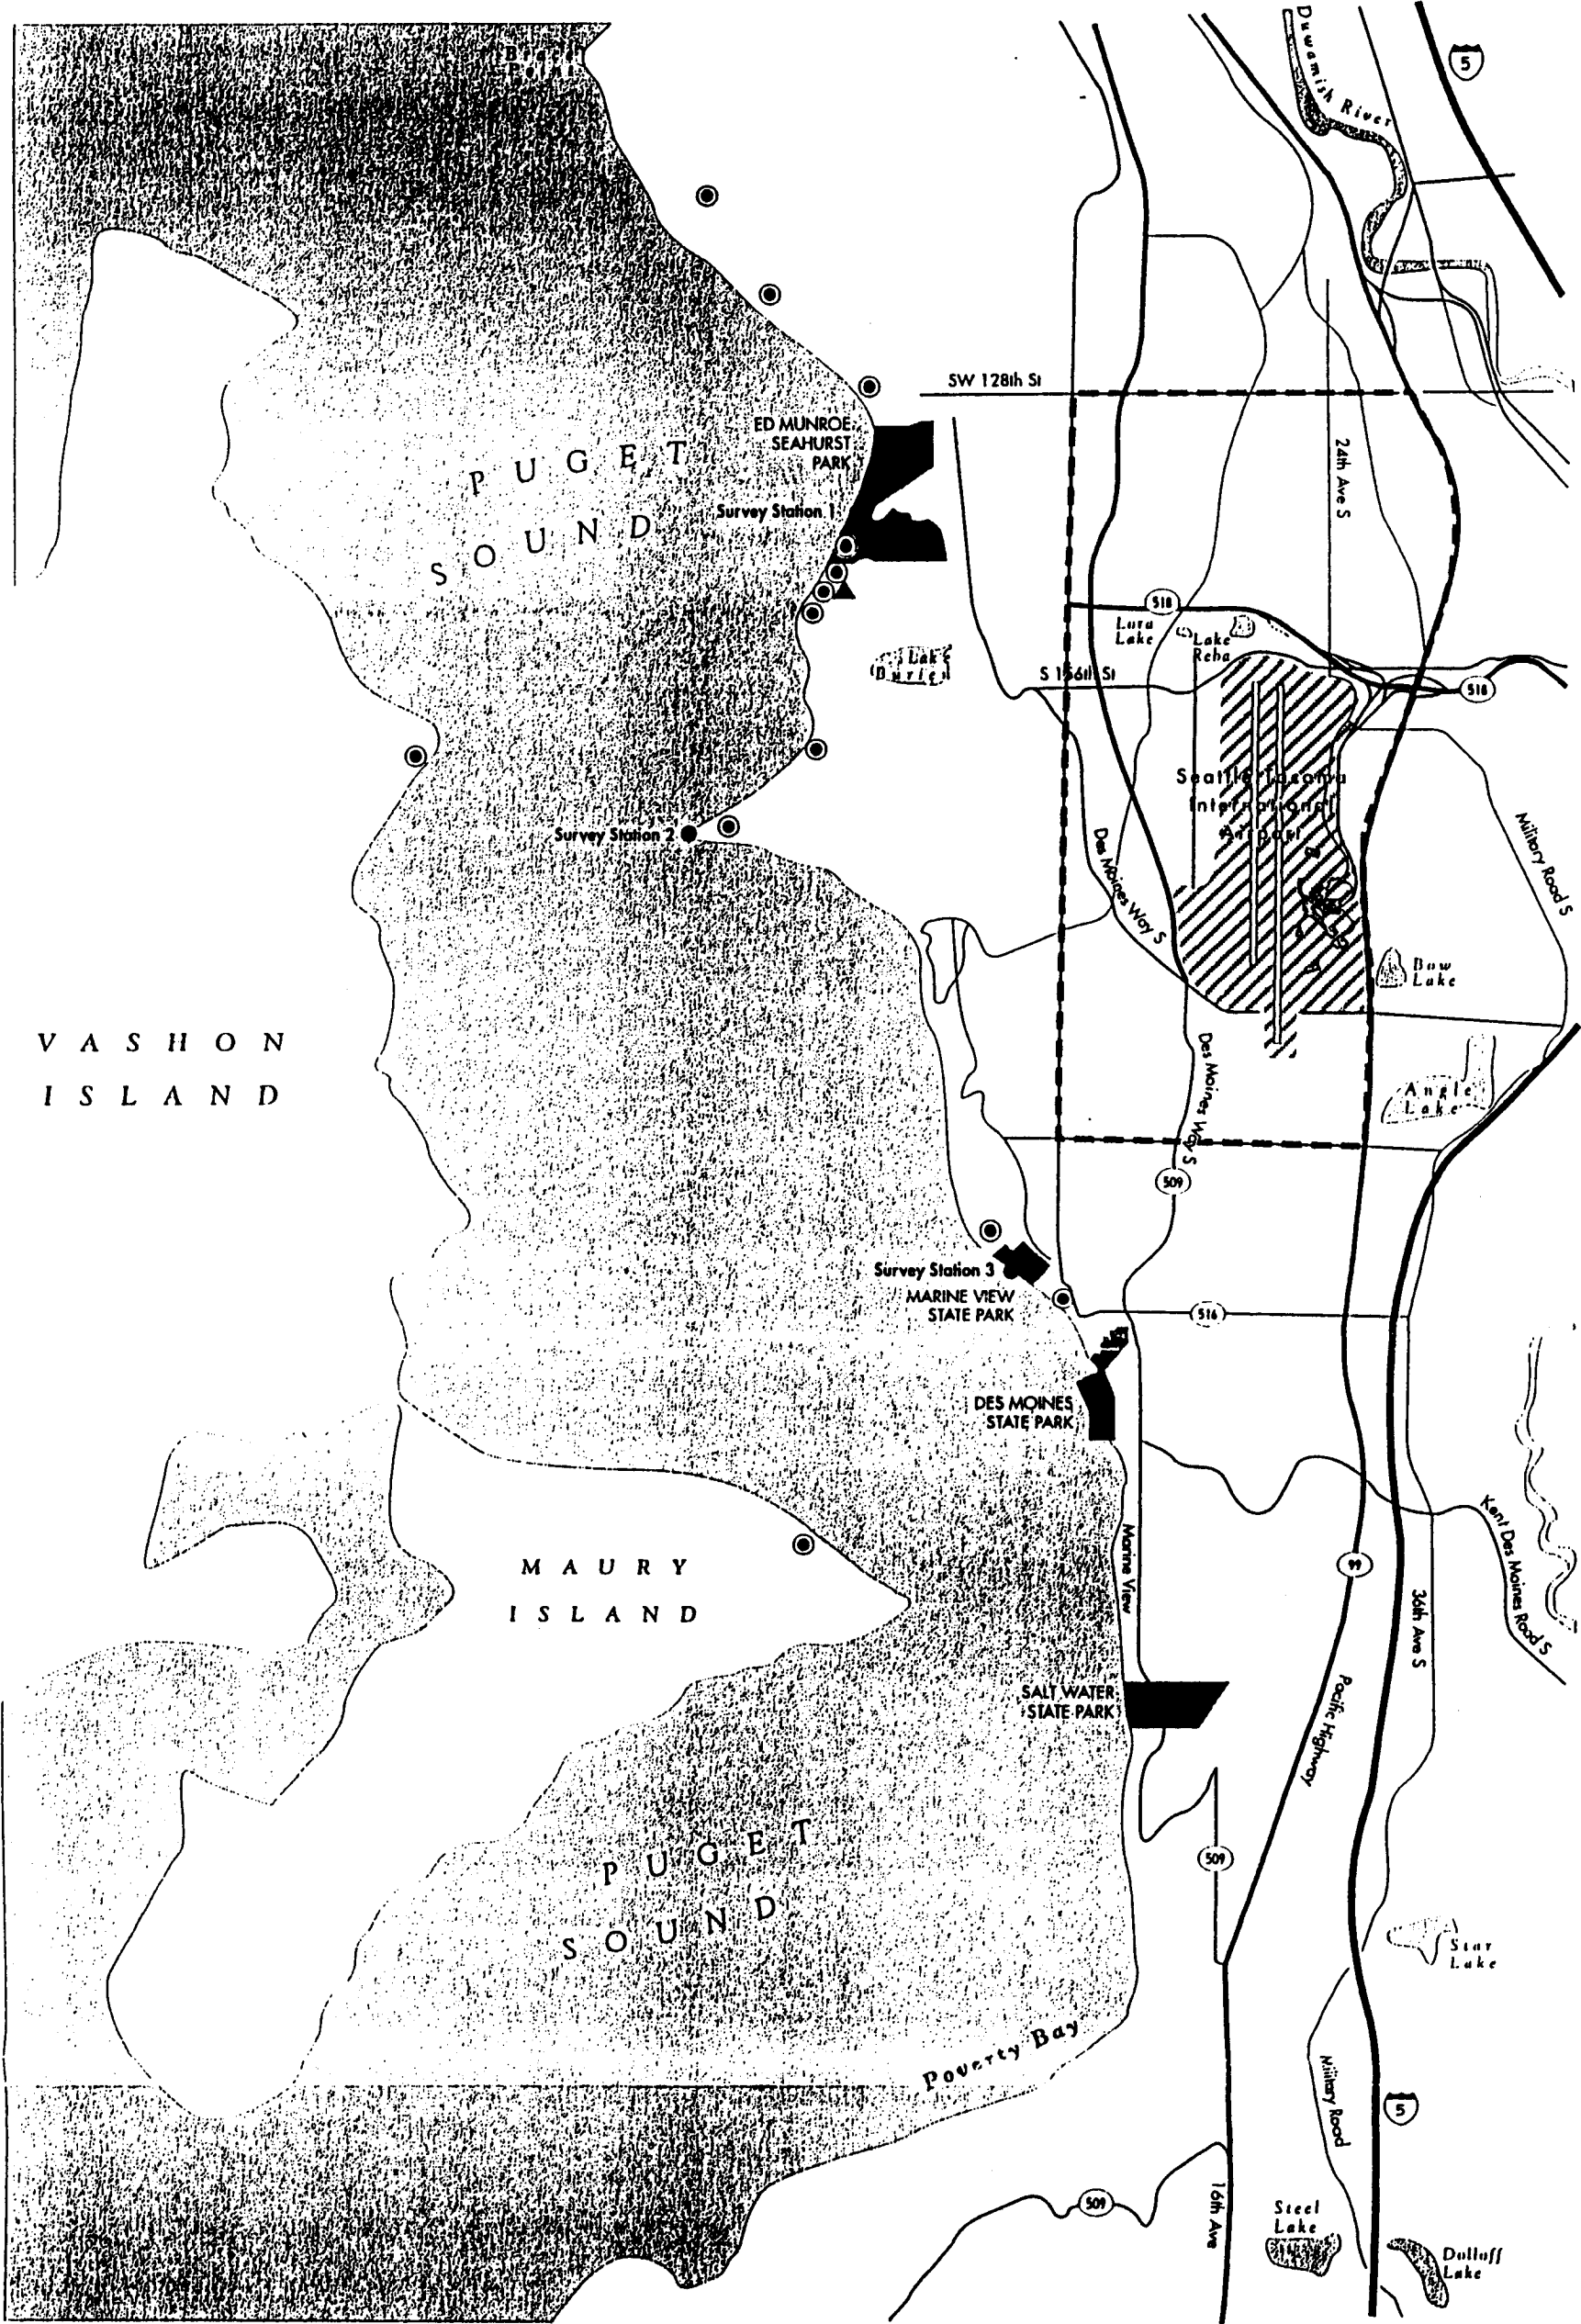 Duwamish River
5
SW 128th St
ED MUNROE
SEAHURST
PARK
PUGET
SOUND
24th Ave S
Survey Station 1
518
Lora
Lake
Lake
Reba
Lake
Burien
S 156th St
518
Seattle Tacoma
International
Airport
Military Road S
Survey Station 2
Des Moines Way S
Bow
Lake
VASHON
ISLAND
Des Moines Way S
Angle
Lake
509
Survey Station 3
MARINE VIEW
STATE PARK
516
DES MOINES
STATE PARK
Kent Des Moines Road S
Marine View
MAURY
ISLAND
99
36th Ave S
SALT WATER
STATE PARK
Pacific Highway
PUGET
SOUND
509
Star
Lake
Poverty Bay
Military Road
5
509
16th Ave
Steel
Lake
Dolloff
Lake